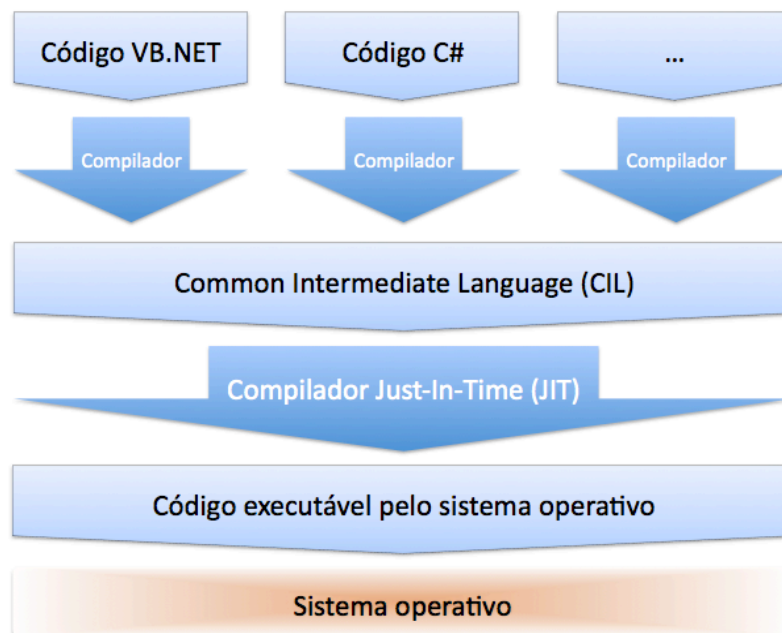 Código VB.NET
Código C#
...
Compilador
Compilador
Compilador
Common Intermediate Language (CIL)
Compilador Just-In-Time (JIT)
Código executável pelo sistema operativo
Sistema operativo